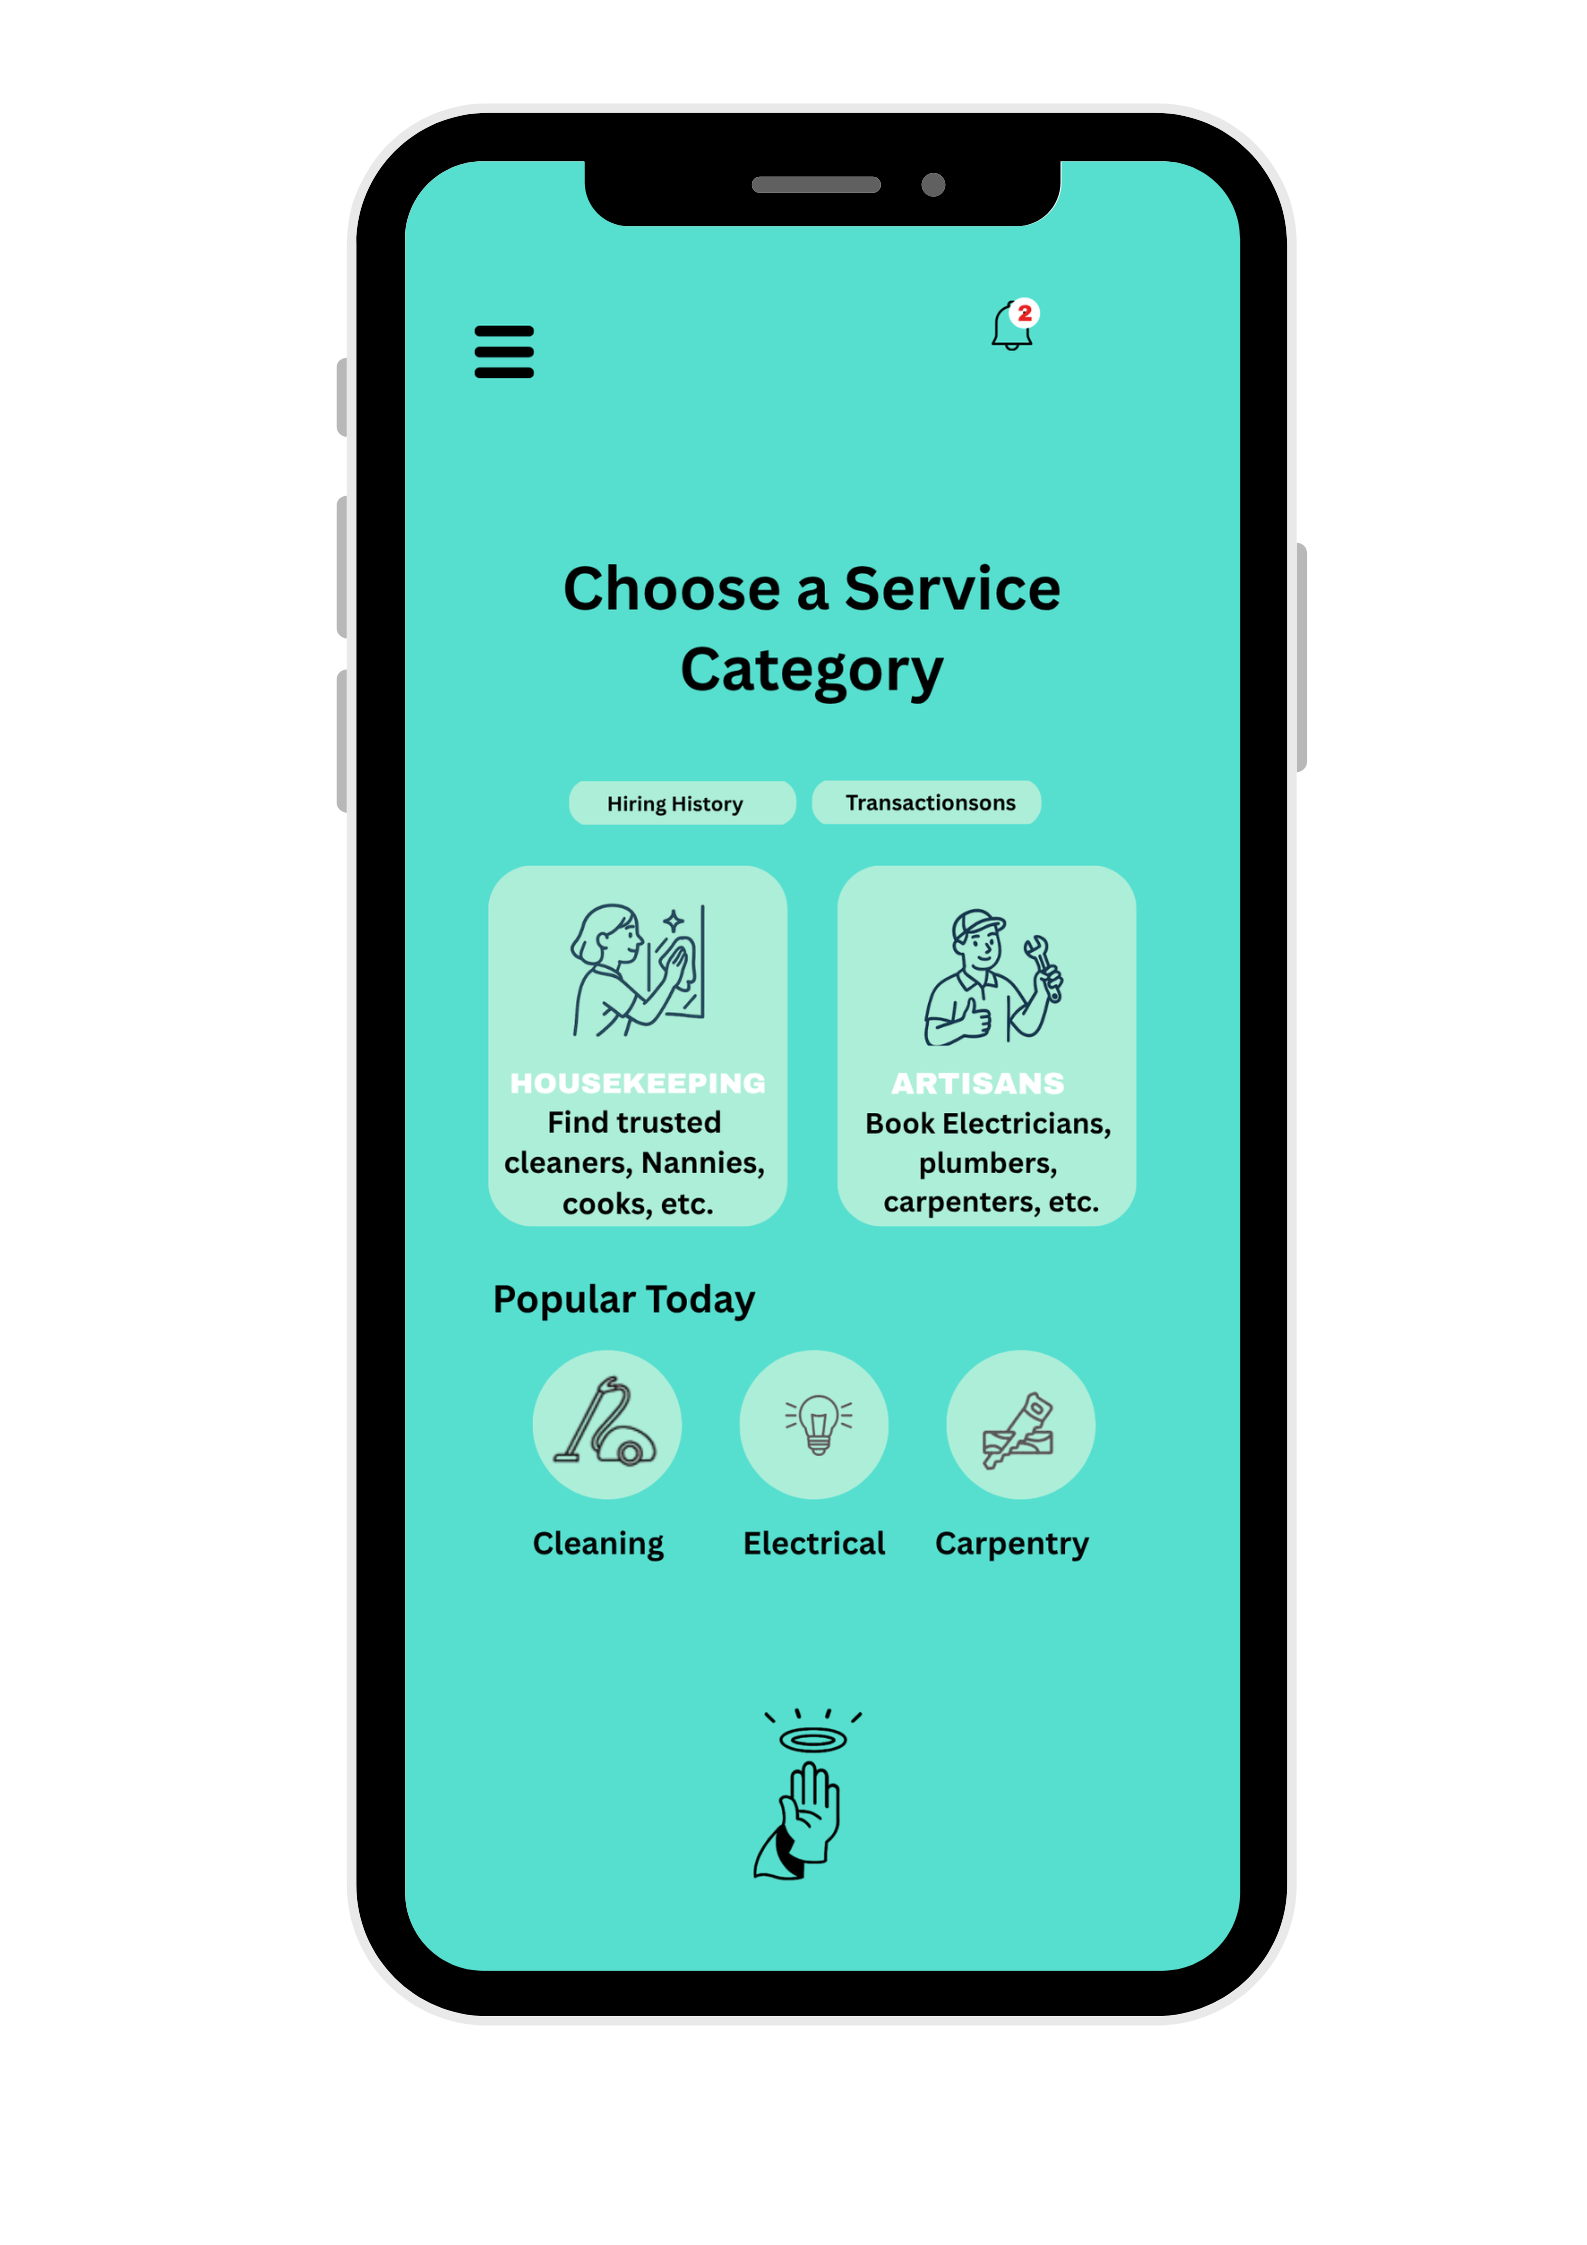 2
Choose a Service
Category
Hiring History
Transactionsons
HOUSEKEEPING
Find trusted
cleaners, Nannies,
cooks, etc.
ARTISANS
Book Electricians,
plumbers,
carpenters, etc.
Popular Today
Cleaning
Electrical
Carpentry